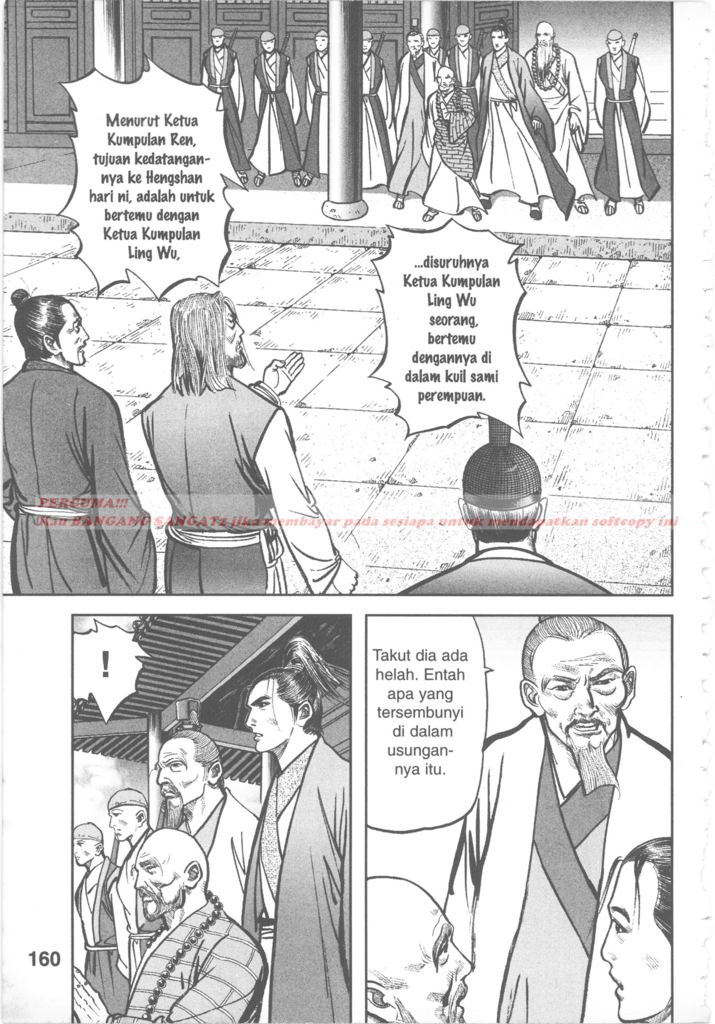 Menurut Ketua
Kumpulan Ren,
tujuan kedatangan-
nya ke Hengshan
hari ni, adalah untuk
bertemu dengan
Ketua Kumpulan
Ling Wu,
...disuruhnya
Ketua Kumpulan
Ling Wu
seorang,
bertemu
dengannya di
dalam kuil sami
perempuan.
PERCUMA!!!
Kau BANGANG SANGAT2 jika membayar pada sesiapa untuk mendapatkan softcopy ini
!
Takut dia ada
helah. Entah
apa yang
tersembunyi
di dalam
usungan-
nya itu.
160